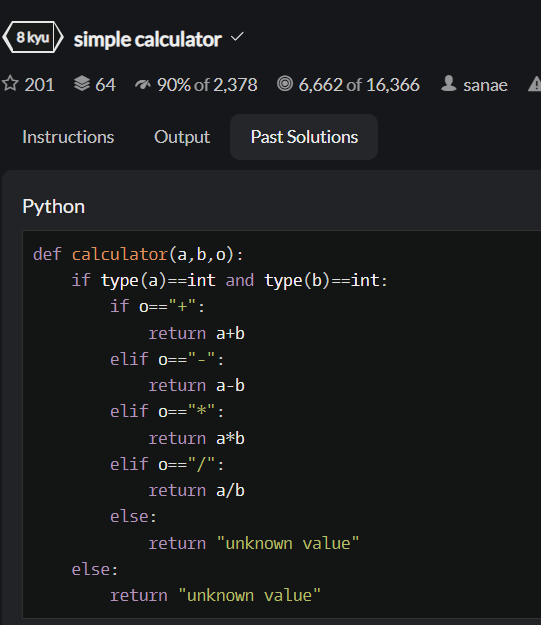 8 kyu simple calculator
201 64 90% of 2,378 6,662 of 16,366 sanae
Instructions Output Past Solutions
Python
def calculator(a,b,o):
    if type(a)==int and type(b)==int:
        if o=="+":
            return a+b
        elif o=="-":
            return a-b
        elif o=="*":
            return a*b
        elif o=="/":
            return a/b
        else:
            return "unknown value"
    else:
        return "unknown value"